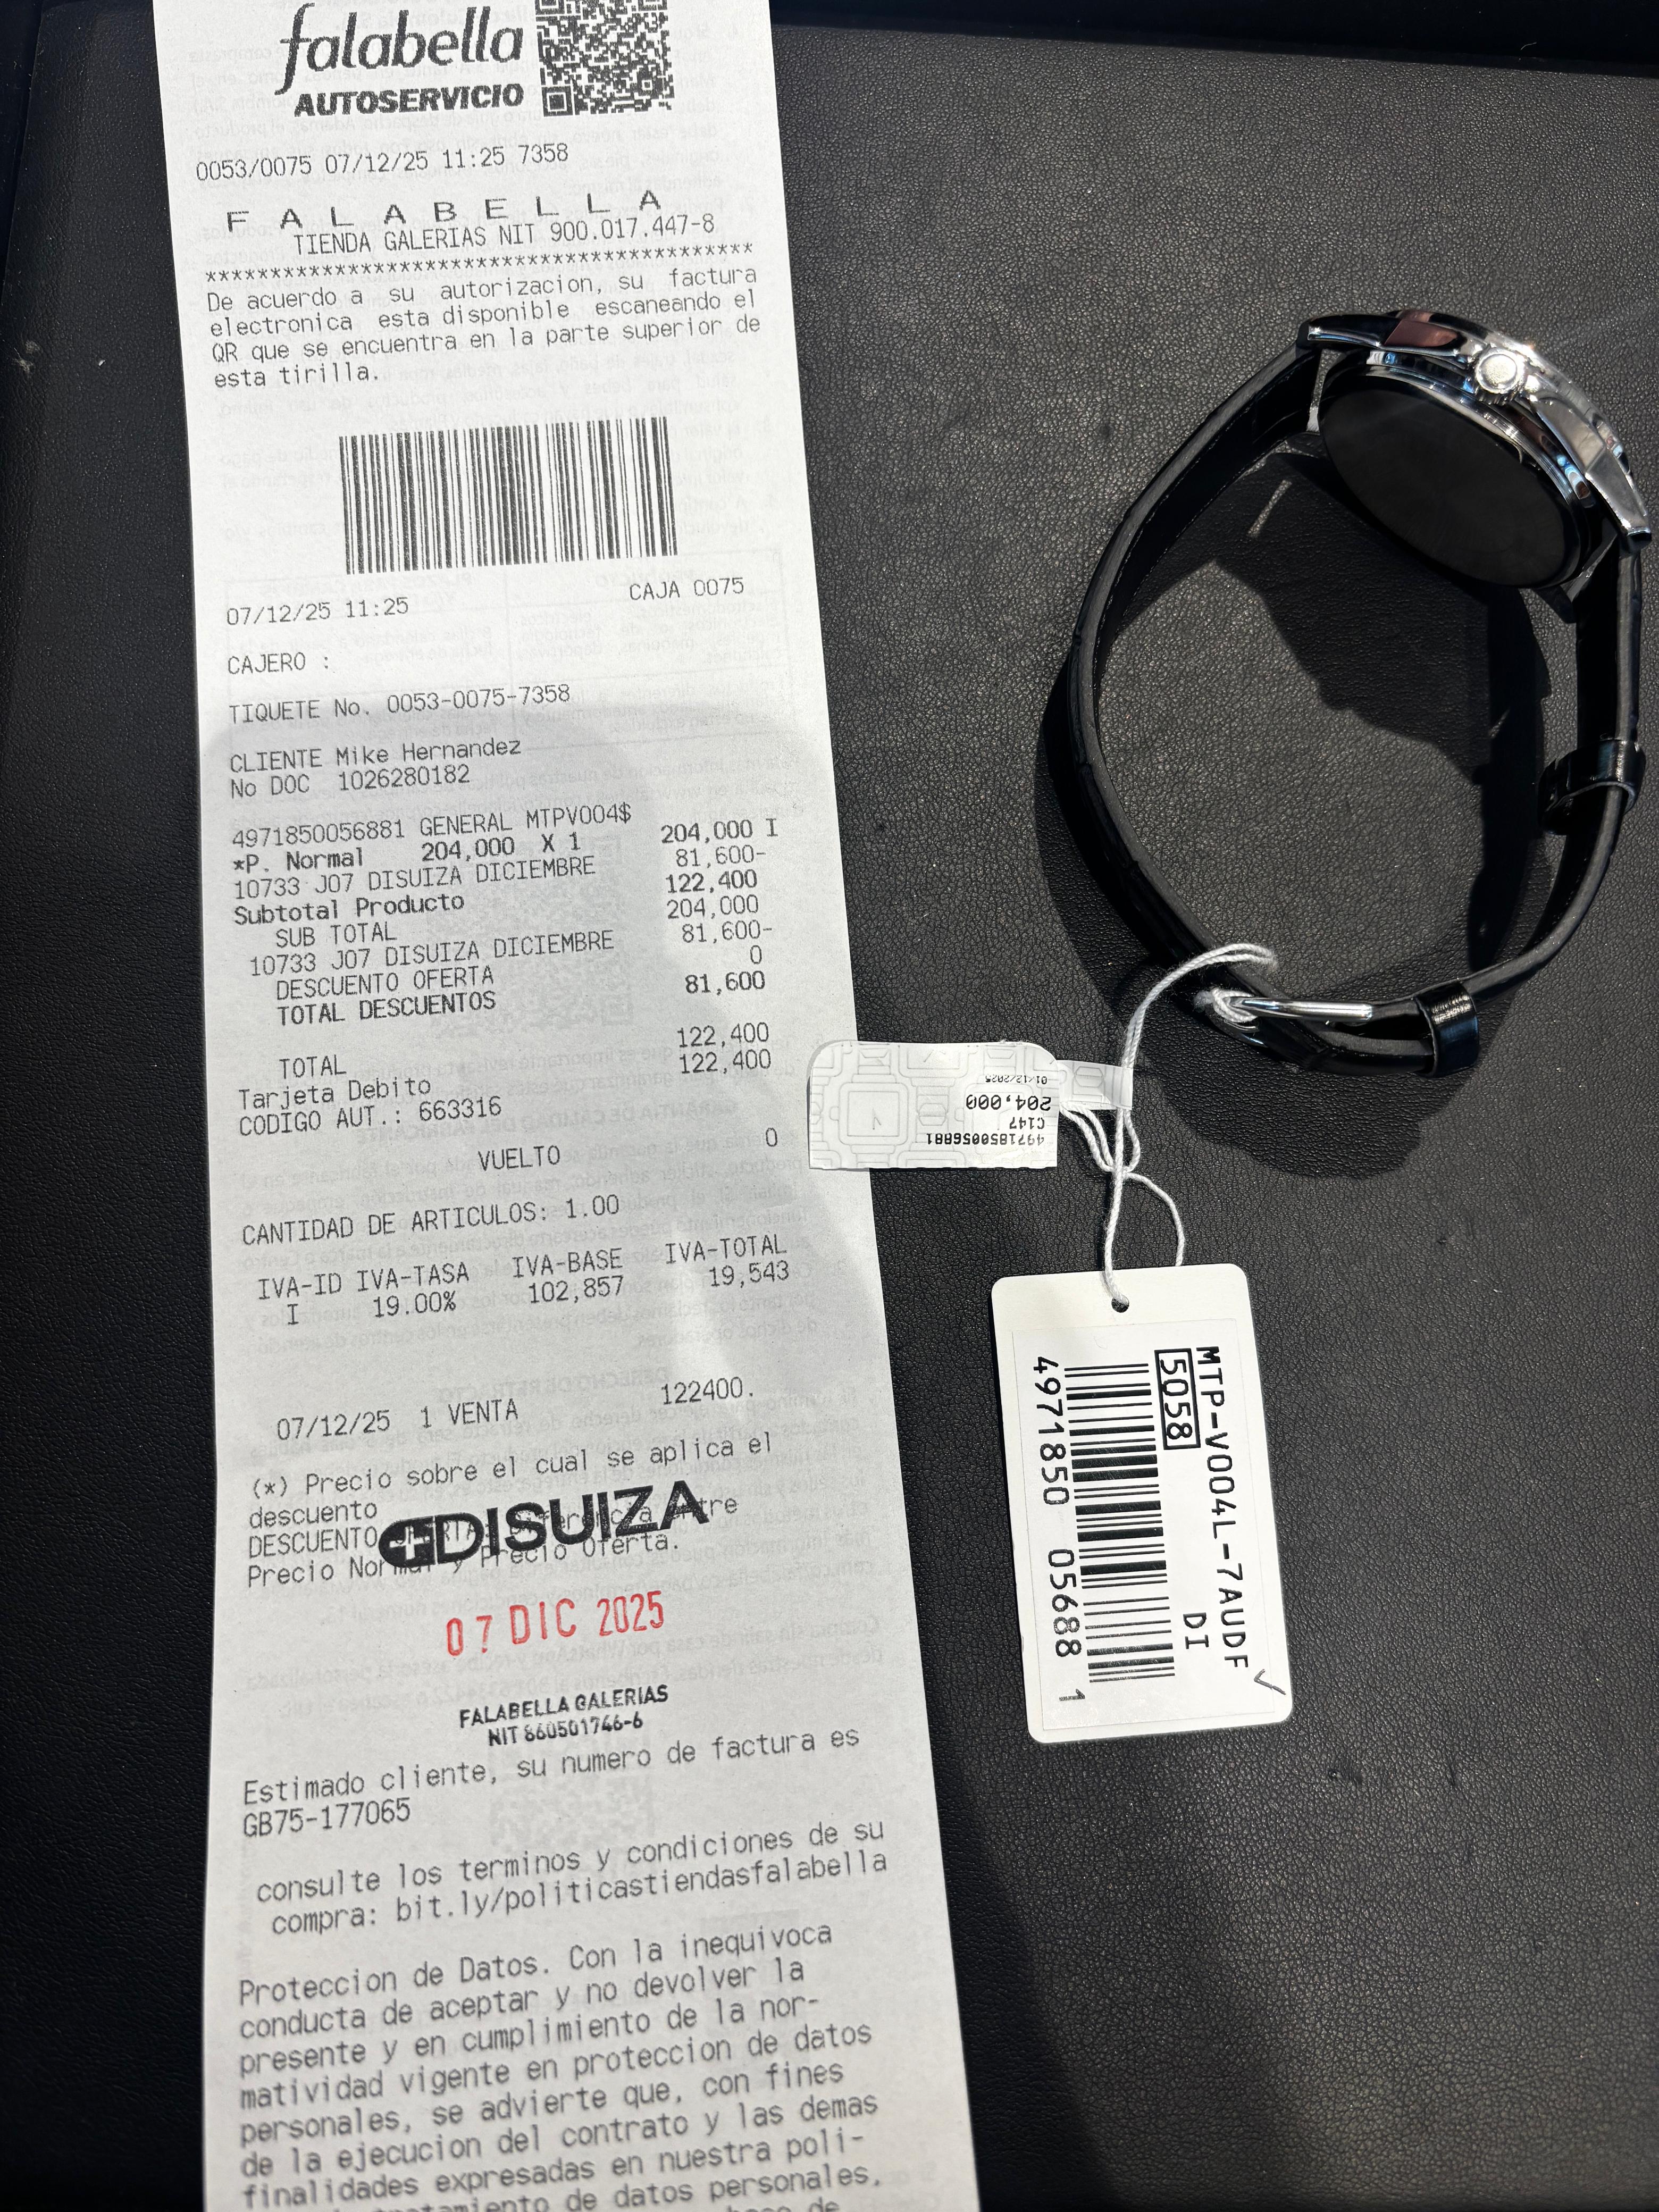 falabella
AUTOSERVICIO
0053/0075 07/12/25 11:25 7358
F A L A B E L L A
TIENDA GALERIAS NIT 900.017.447-8
******************************************
De acuerdo a su autorizacion, su factura
electronica esta disponible escaneando el
QR que se encuentra en la parte superior de
esta tirilla.
07/12/25 11:25 CAJA 0075
CAJERO :
TIQUETE No. 0053-0075-7358
CLIENTE Mike Hernandez
No DOC 1026280182
4971850056881 GENERAL MTPV004$
*P. Normal 204,000 X 1 204,000 I
10733 J07 DISUIZA DICIEMBRE 81,600-
Subtotal Producto 122,400
SUB TOTAL 204,000
10733 J07 DISUIZA DICIEMBRE 81,600-
DESCUENTO OFERTA 0
TOTAL DESCUENTOS 81,600
TOTAL 122,400
Tarjeta Debito 122,400
CODIGO AUT.: 663316
VUELTO 0
CANTIDAD DE ARTICULOS: 1.00
IVA-ID IVA-TASA IVA-BASE IVA-TOTAL
I 19.00% 102,857 19,543
07/12/25 1 VENTA 122400.
(*) Precio sobre el cual se aplica el
descuento
DESCUENTO OFERTA: Diferencia entre
Precio Normal y Precio Oferta.
DISUIZA
07 DIC 2025
FALABELLA GALERIAS
NIT 860501746-6
Estimado cliente, su numero de factura es
GB75-177065
consulte los terminos y condiciones de su
compra: bit.ly/politicastiendasfalabella
Proteccion de Datos. Con la inequivoca
conducta de aceptar y no devolver la
presente y en cumplimiento de la nor-
matividad vigente en proteccion de datos
personales, se advierte que, con fines
de la ejecucion del contrato y las demas
finalidades expresadas en nuestra poli-
tratamiento de datos personales,
de
4971850056881
C147
204,000
01/12/2025
MTP-V004L-7AUDF
5058 DI
4971850 05688 1